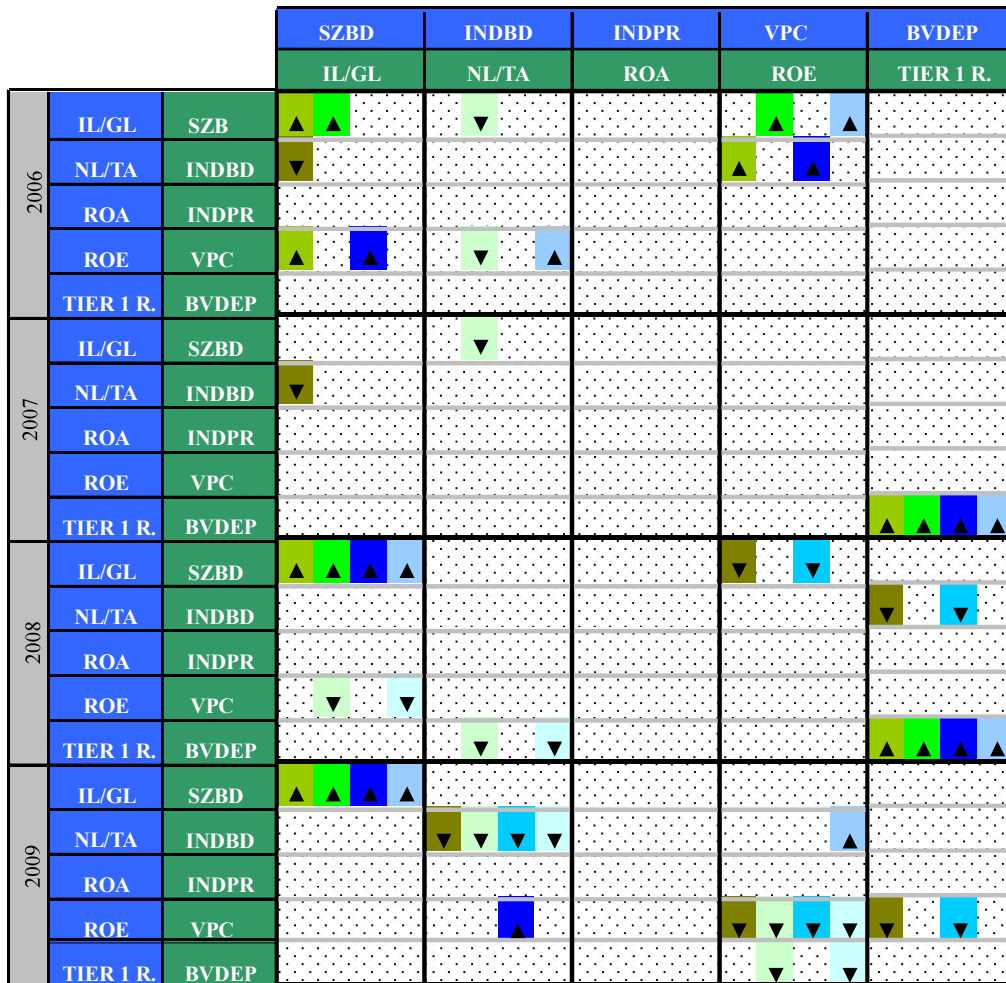 SZBD INDBD INDPR VPC BVDEP
IL/GL NL/TA ROA ROE TIER 1 R.
2006
IL/GL SZB ▲ ▲ ▼ ▲ ▲
NL/TA INDBD ▼ ▲ ▲
ROA INDPR
ROE VPC ▲ ▲ ▼ ▲
TIER 1 R. BVDEP
2007
IL/GL SZBD ▼
NL/TA INDBD ▼
ROA INDPR
ROE VPC
TIER 1 R. BVDEP ▲ ▲ ▲ ▲
2008
IL/GL SZBD ▲ ▲ ▲ ▲ ▼ ▼
NL/TA INDBD ▼ ▼
ROA INDPR
ROE VPC ▼ ▼
TIER 1 R. BVDEP ▼ ▼ ▲ ▲ ▲ ▲
2009
IL/GL SZBD ▲ ▲ ▲ ▲
NL/TA INDBD ▼ ▼ ▼ ▼ ▲
ROA INDPR
ROE VPC ▲ ▼ ▼ ▼ ▼ ▼ ▼
TIER 1 R. BVDEP ▼ ▼